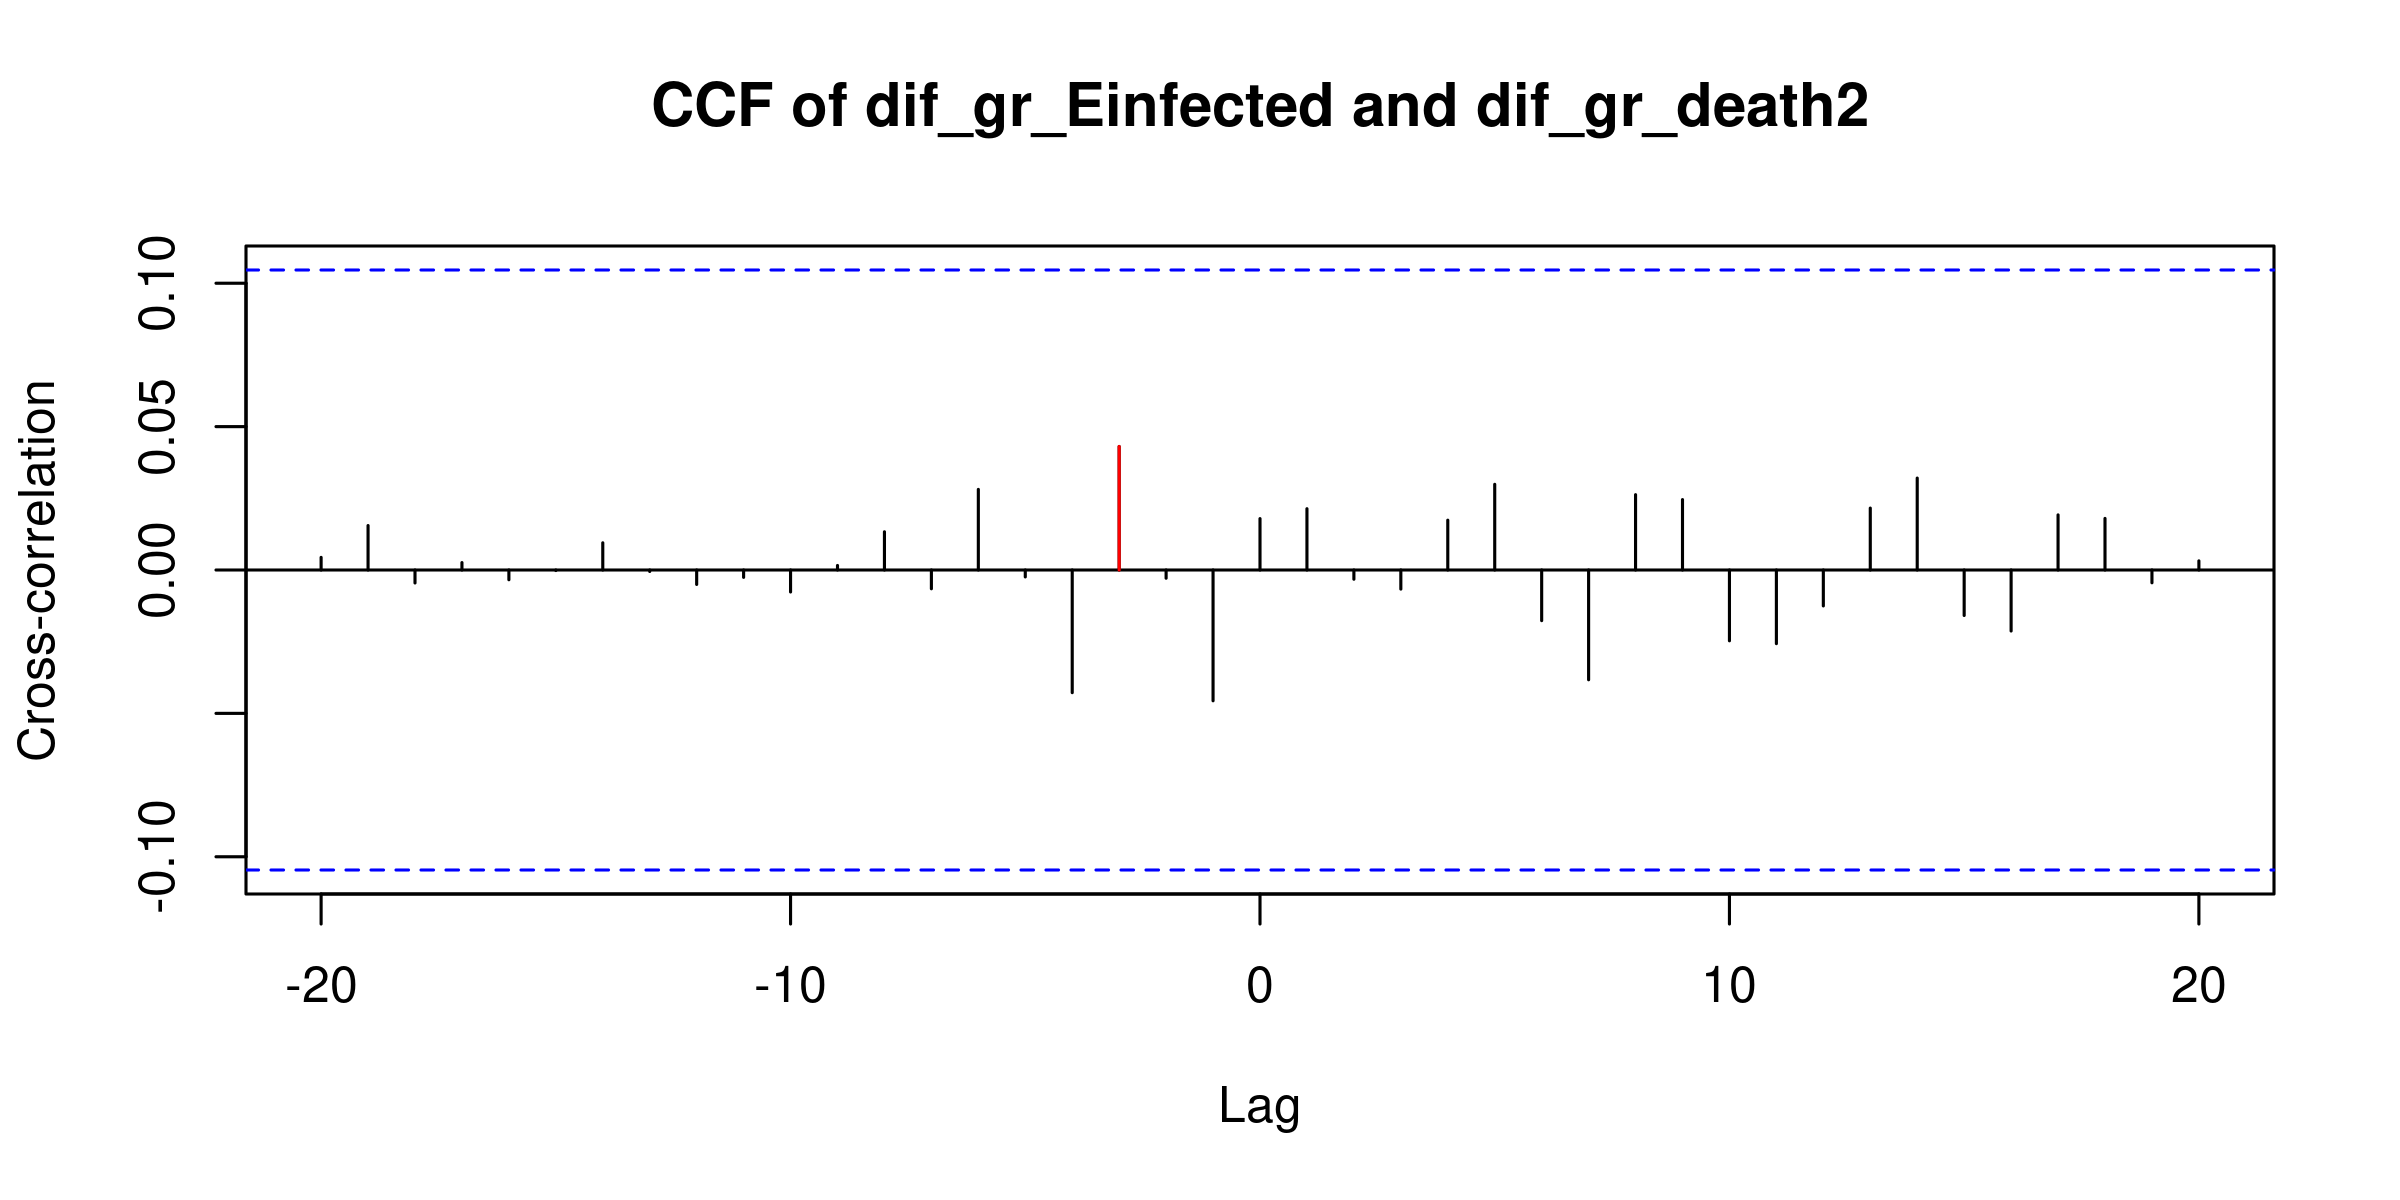 CCF of dif_gr_Einfected and dif_gr_death2
0.10
0.05
0.00
-0.10
Cross-correlation
-20 -10 0 10 20
Lag